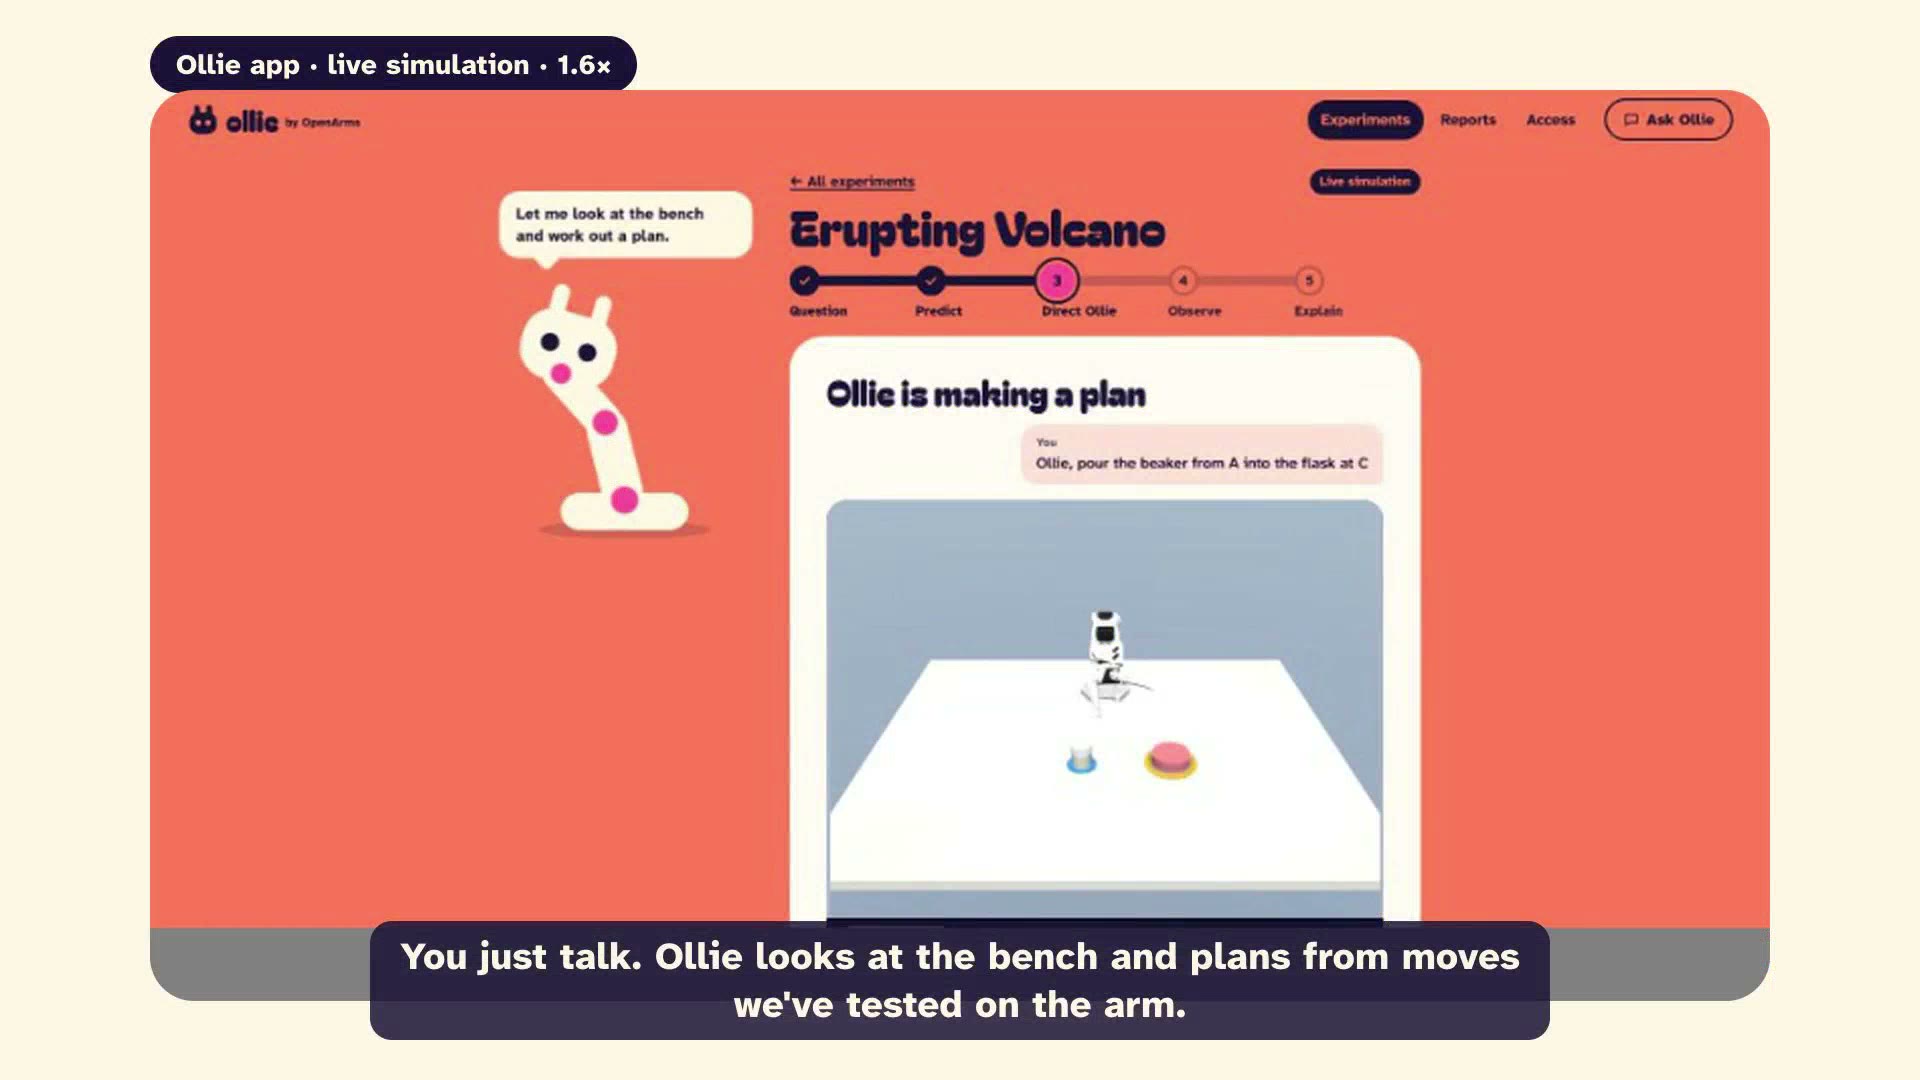 Ollie app · live simulation · 1.6×
ollie by OpenArms
Experiments
Reports
Access
Ask Ollie
← All experiments
Live simulation
Let me look at the bench
and work out a plan.
Erupting Volcano
3
4
5
Question
Predict
Direct Ollie
Observe
Explain
Ollie is making a plan
You
Ollie, pour the beaker from A into the flask at C
You just talk. Ollie looks at the bench and plans from moves
we've tested on the arm.